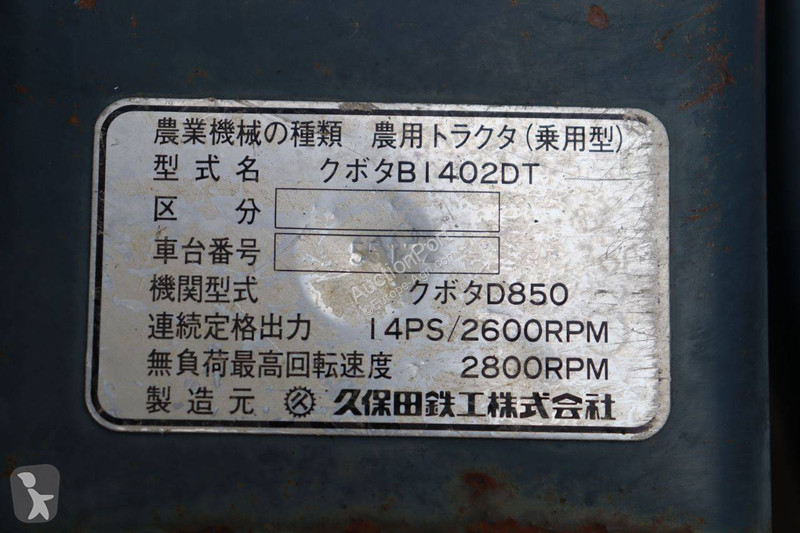 農業機械の種類 農用トラクタ(乗用型)
型式名 クボタB1402DT
区分
車台番号
機関型式 クボタD850
連続定格出力 14PS/2600RPM
無負荷最高回転速度 2800RPM
製造元 久保田鉄工株式会社
AuctionPort